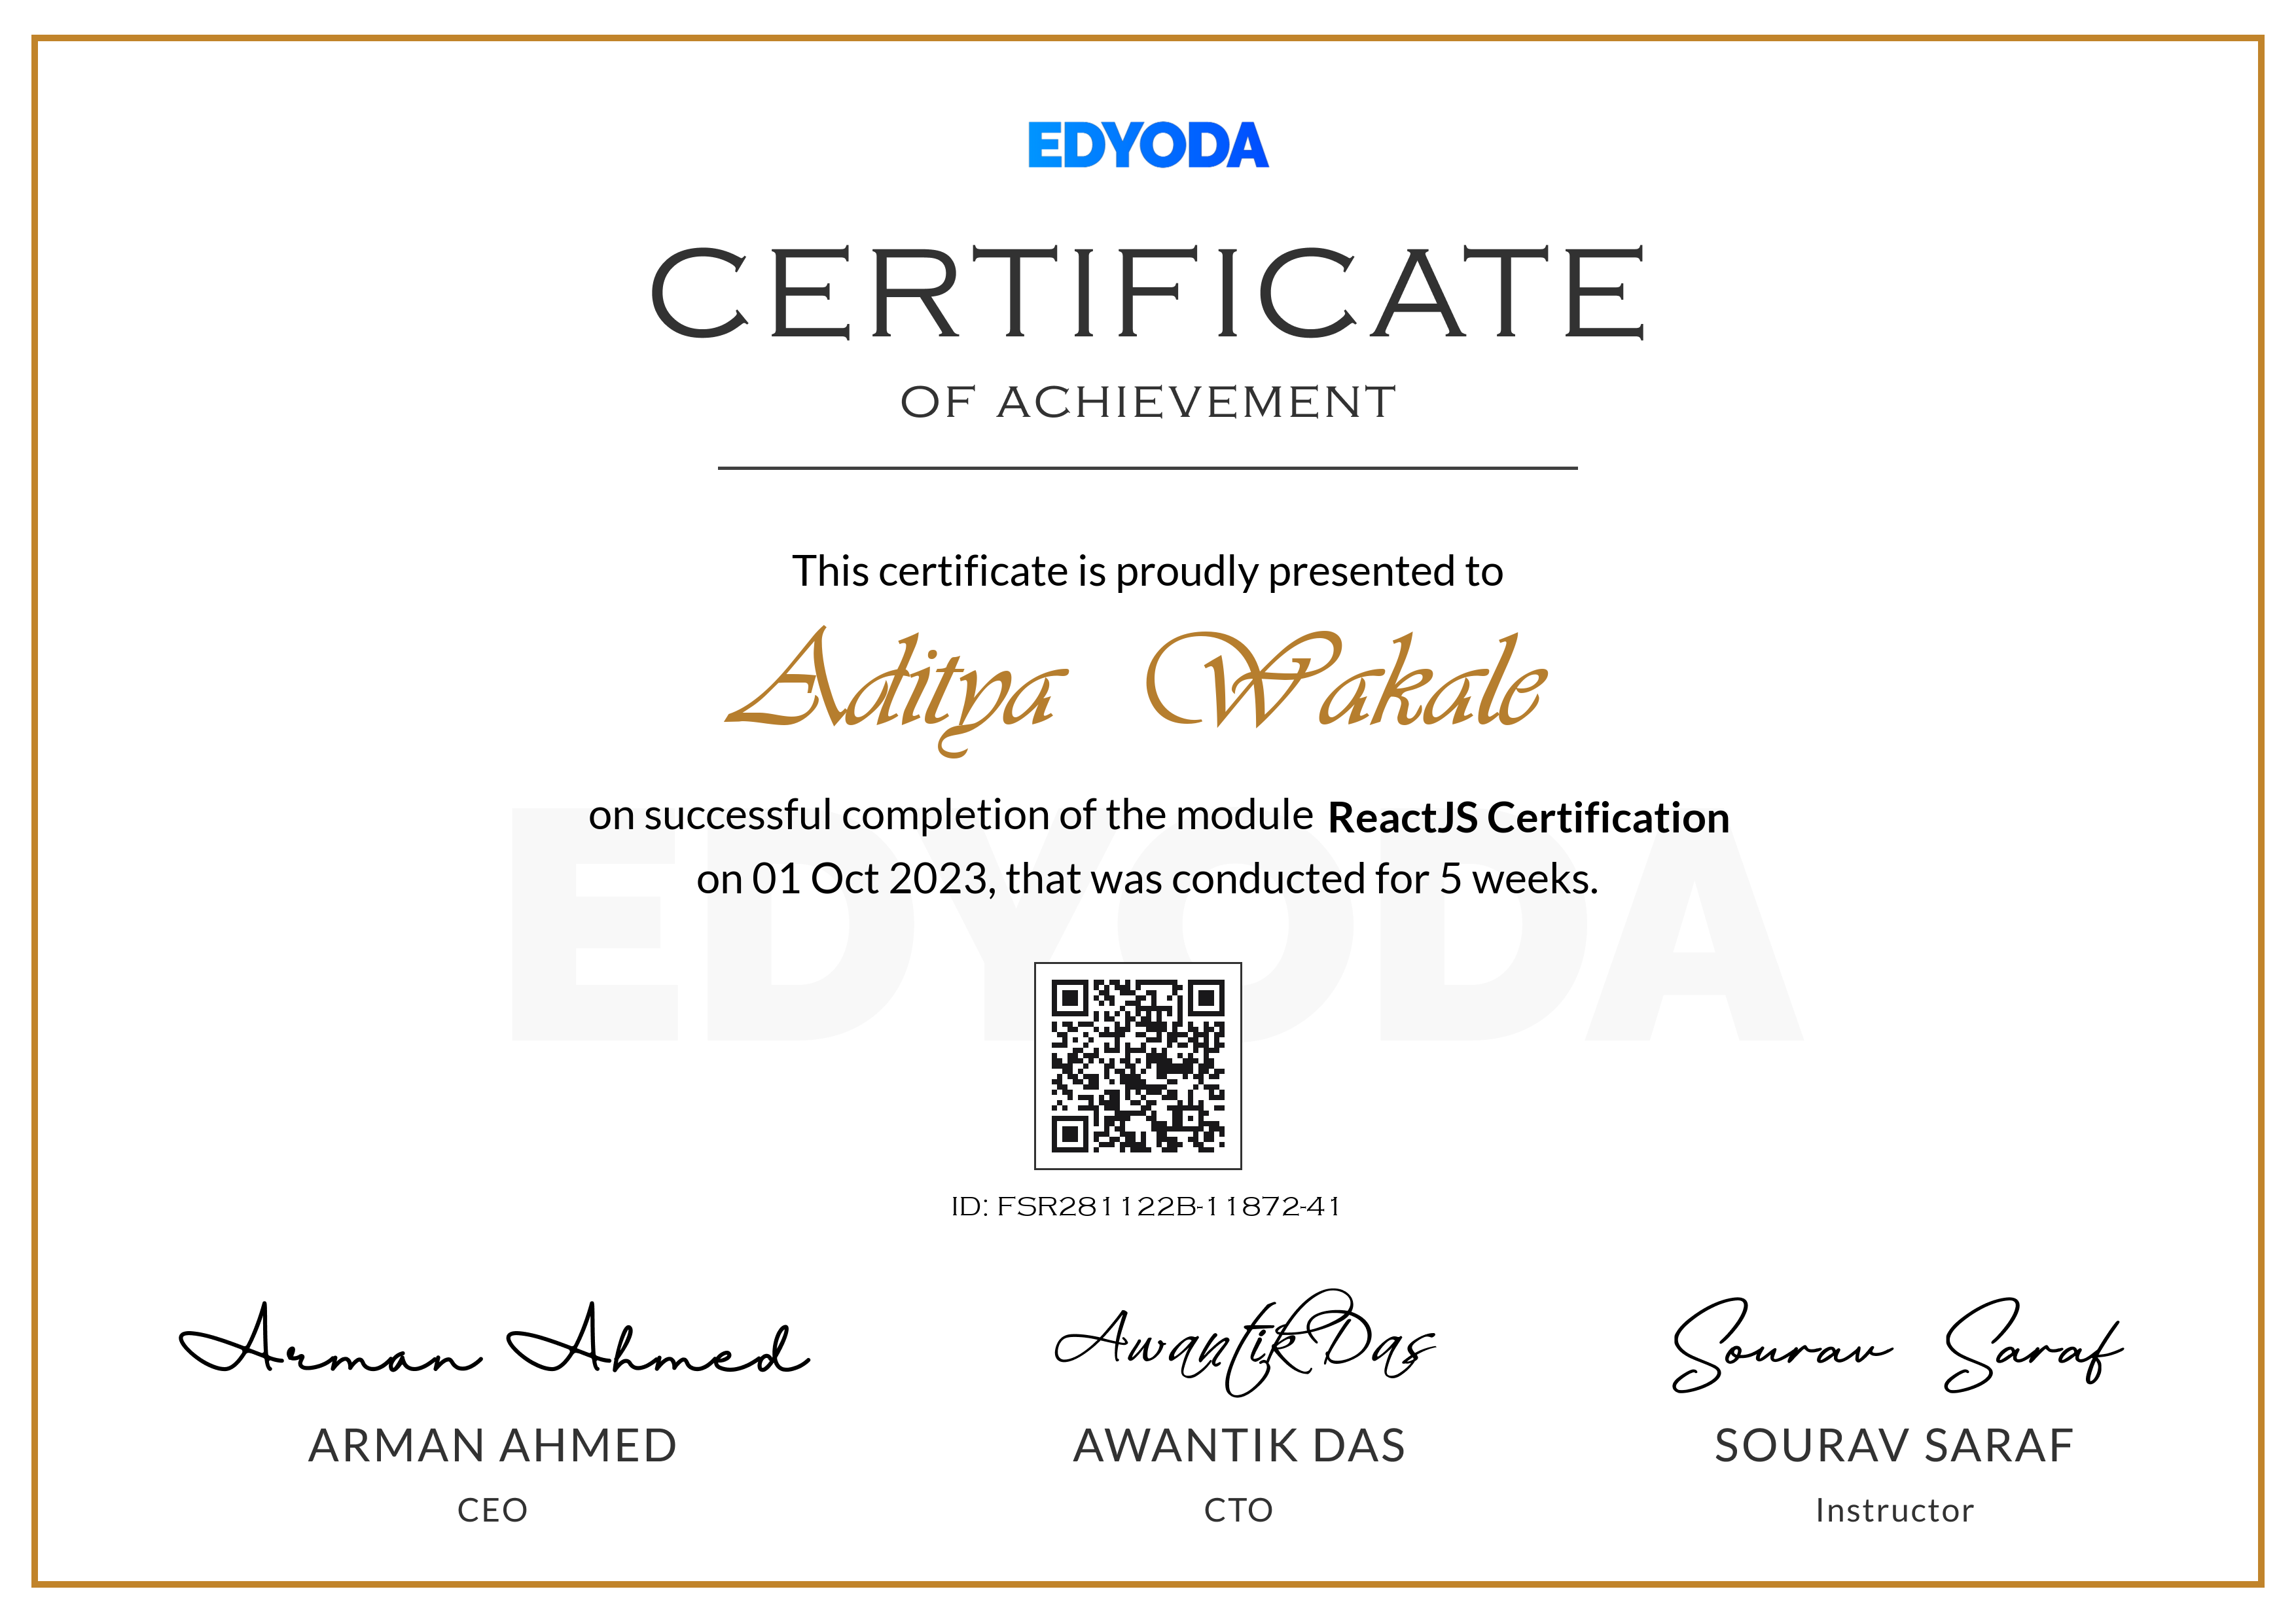 EDYODA
CERTIFICATE
OF ACHIEVEMENT
This certificate is proudly presented to
Aditya Wakale
on successful completion of the module ReactJS Certification
on 01 Oct 2023, that was conducted for 5 weeks.
EDYODA
ID: FSR281122B-11872-41
Arman Ahmed
Awantik Das
Sourav Saraf
ARMAN AHMED
AWANTIK DAS
SOURAV SARAF
CEO
CTO
Instructor